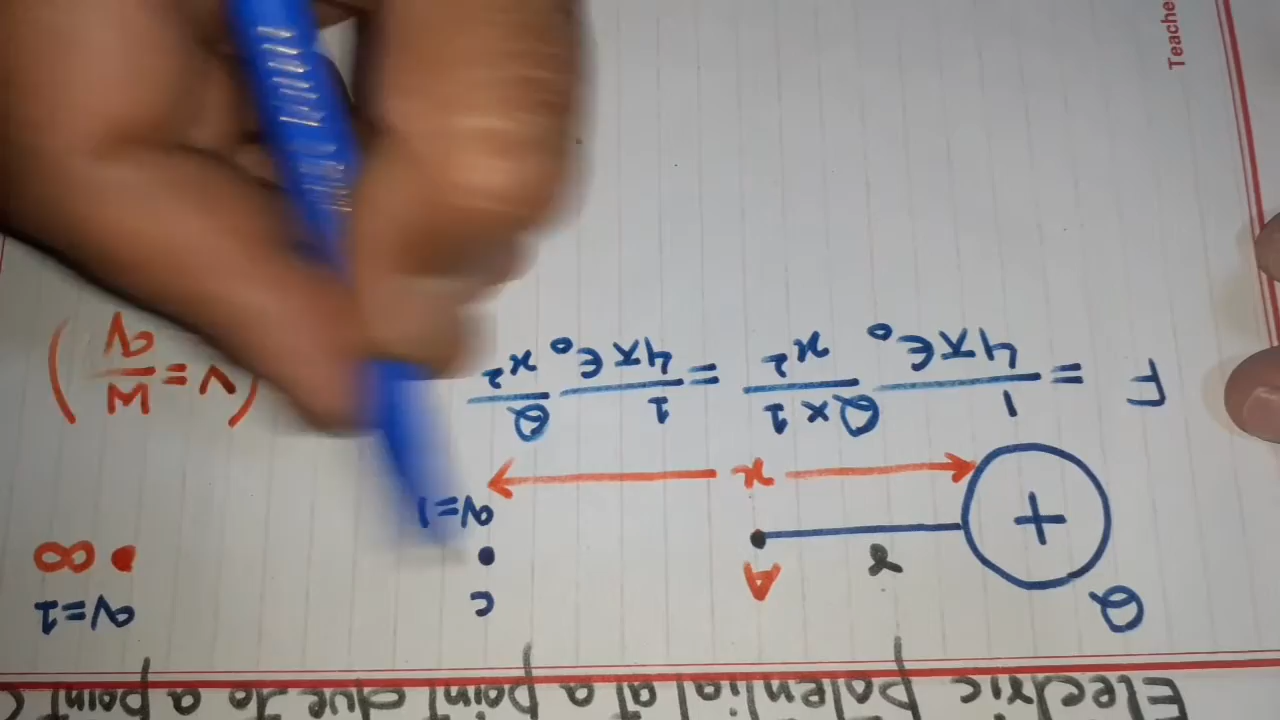 Electric potential at a point due to a point c
Q
r
A
c
q=1
q=1
∞
x
F = 1/4πε₀ Q×1/x² = 1/4πε₀ Q/x²
(V = W/q)
Teache